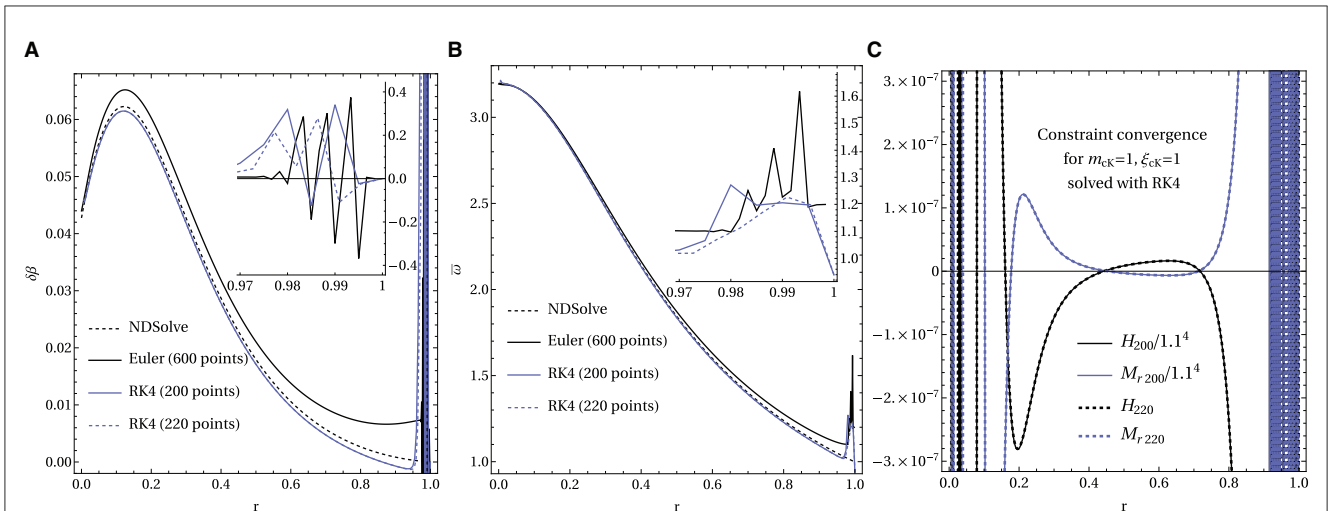 A
δβ
0.06
0.05
0.04
0.03
0.02
0.01
0.00
0.0 0.2 0.4 0.6 0.8 1.0
r
NDSolve
Euler (600 points)
RK4 (200 points)
RK4 (220 points)
0.4
0.2
0.0
−0.2
−0.4
0.97 0.98 0.99 1
B
ω̅
3.0
2.5
2.0
1.5
1.0
0.0 0.2 0.4 0.6 0.8 1.0
r
NDSolve
Euler (600 points)
RK4 (200 points)
RK4 (220 points)
1.6
1.5
1.4
1.3
1.2
1.1
1.0
0.97 0.98 0.99 1
C
3.×10⁻⁷
2.×10⁻⁷
1.×10⁻⁷
0
−1.×10⁻⁷
−2.×10⁻⁷
−3.×10⁻⁷
0.0 0.2 0.4 0.6 0.8 1.0
r
Constraint convergence
for m_cK=1, ξ_cK=1
solved with RK4
H₂₀₀/1.1⁴
M_r 200/1.1⁴
H₂₂₀
M_r 220